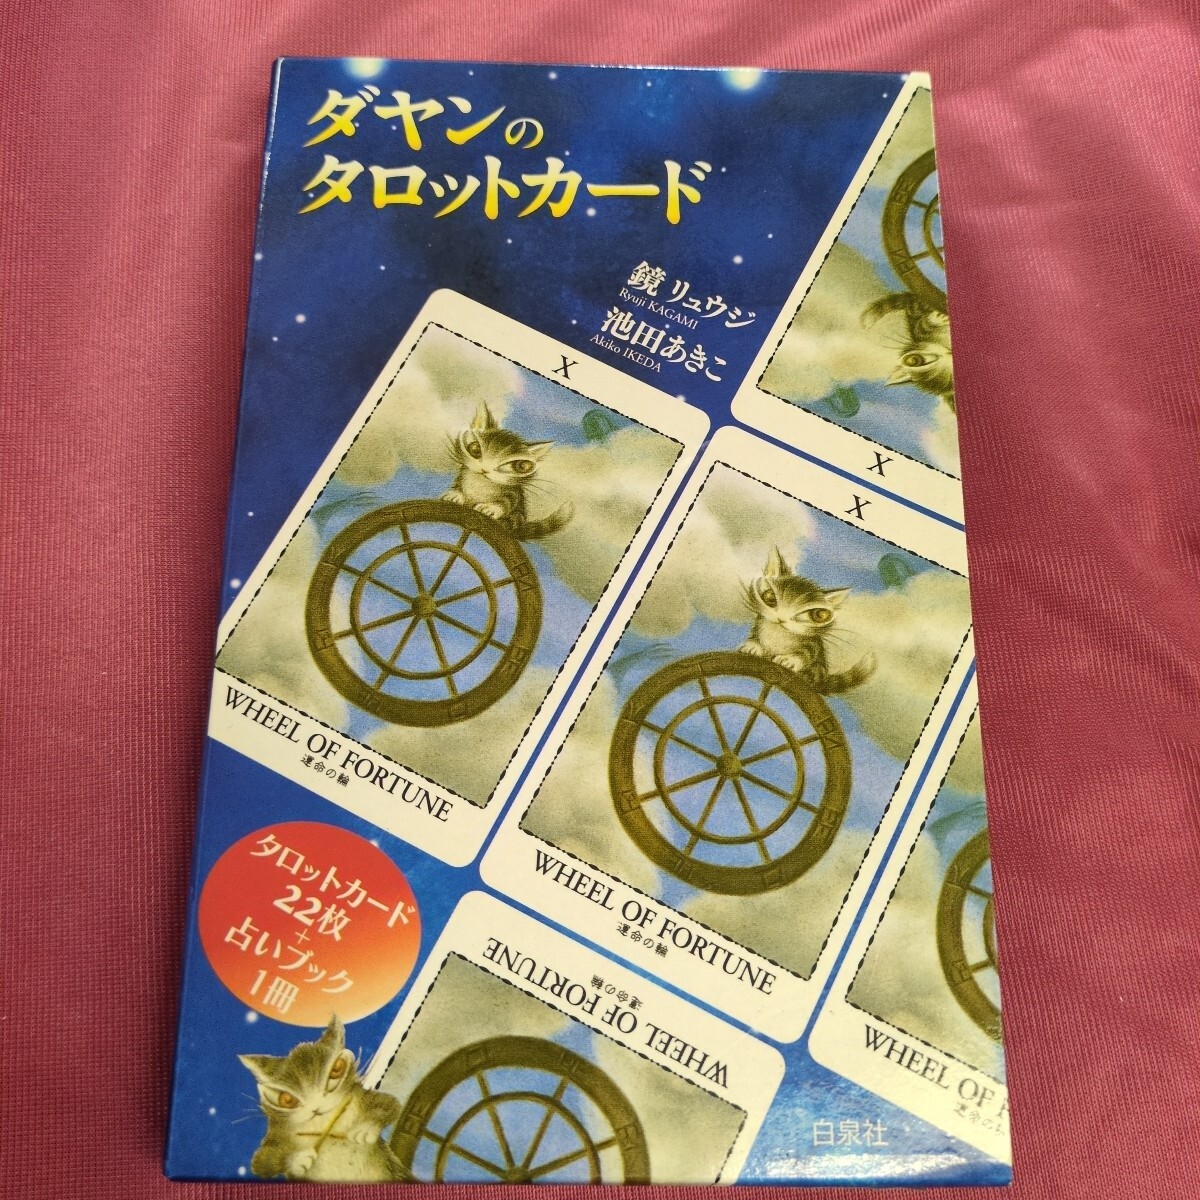 ダヤンの
タロットカード
鏡 リュウジ
Ryuji KAGAMI
池田あきこ
Akiko IKEDA
X
X
X
WHEEL OF FORTUNE
運命の輪
WHEEL OF FORTUNE
運命の輪
WHEEL OF FORTUNE
運命の輪
WHEEL OF F
運命の
タロットカード
22枚
+
占いブック
1冊
白泉社